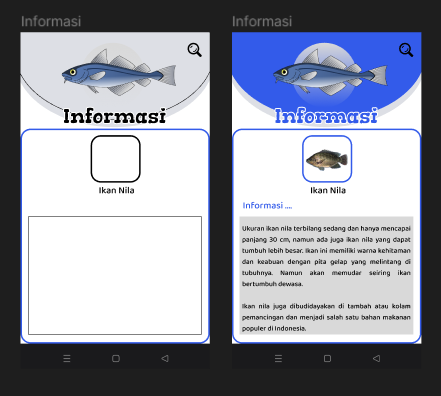 Informasi
Informasi
Informasi
Ikan Nila
Informasi
Ikan Nila
Informasi ....
Ukuran ikan nila terbilang sedang dan hanya mencapai
panjang 30 cm, namun ada juga ikan nila yang dapat
tumbuh lebih besar. Ikan ini memiliki warna kehitaman
dan keabuan dengan pita gelap yang melintang di
tubuhnya. Namun akan memudar seiring ikan
bertumbuh dewasa.
Ikan nila juga dibudidayakan di tambah atau kolam
pemancingan dan menjadi salah satu bahan makanan
populer di Indonesia.